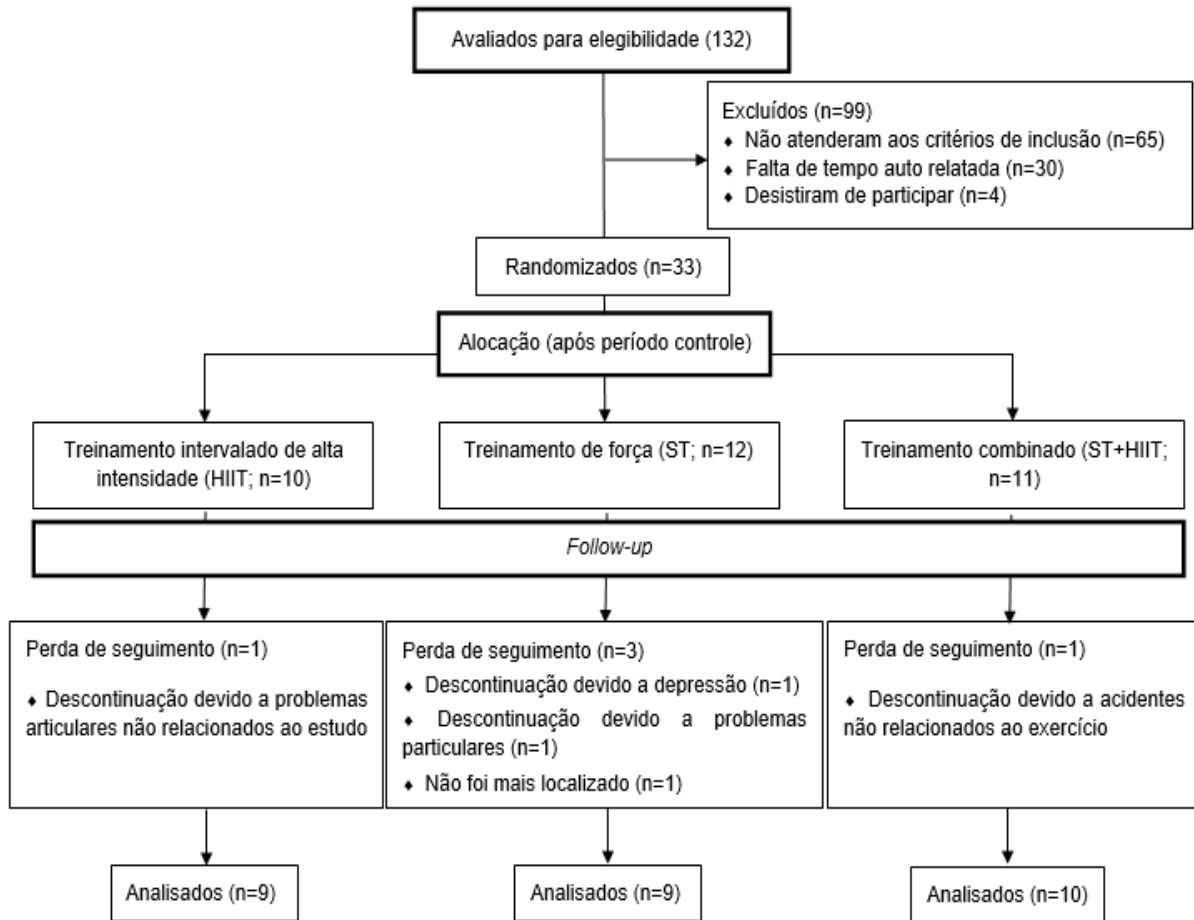 Avaliados para elegibilidade (132)
Excluídos (n=99)
♦ Não atenderam aos critérios de inclusão (n=65)
♦ Falta de tempo auto relatada (n=30)
♦ Desistiram de participar (n=4)
Randomizados (n=33)
Alocação (após período controle)
Treinamento intervalado de alta
intensidade (HIIT; n=10)
Treinamento de força (ST; n=12)
Treinamento combinado (ST+HIIT;
n=11)
Follow-up
Perda de seguimento (n=1)
♦ Descontinuação devido a problemas
articulares não relacionados ao estudo
Perda de seguimento (n=3)
♦ Descontinuação devido a depressão (n=1)
♦ Descontinuação devido a problemas
particulares (n=1)
♦ Não foi mais localizado (n=1)
Perda de seguimento (n=1)
♦ Descontinuação devido a acidentes
não relacionados ao exercício
Analisados (n=9)
Analisados (n=9)
Analisados (n=10)